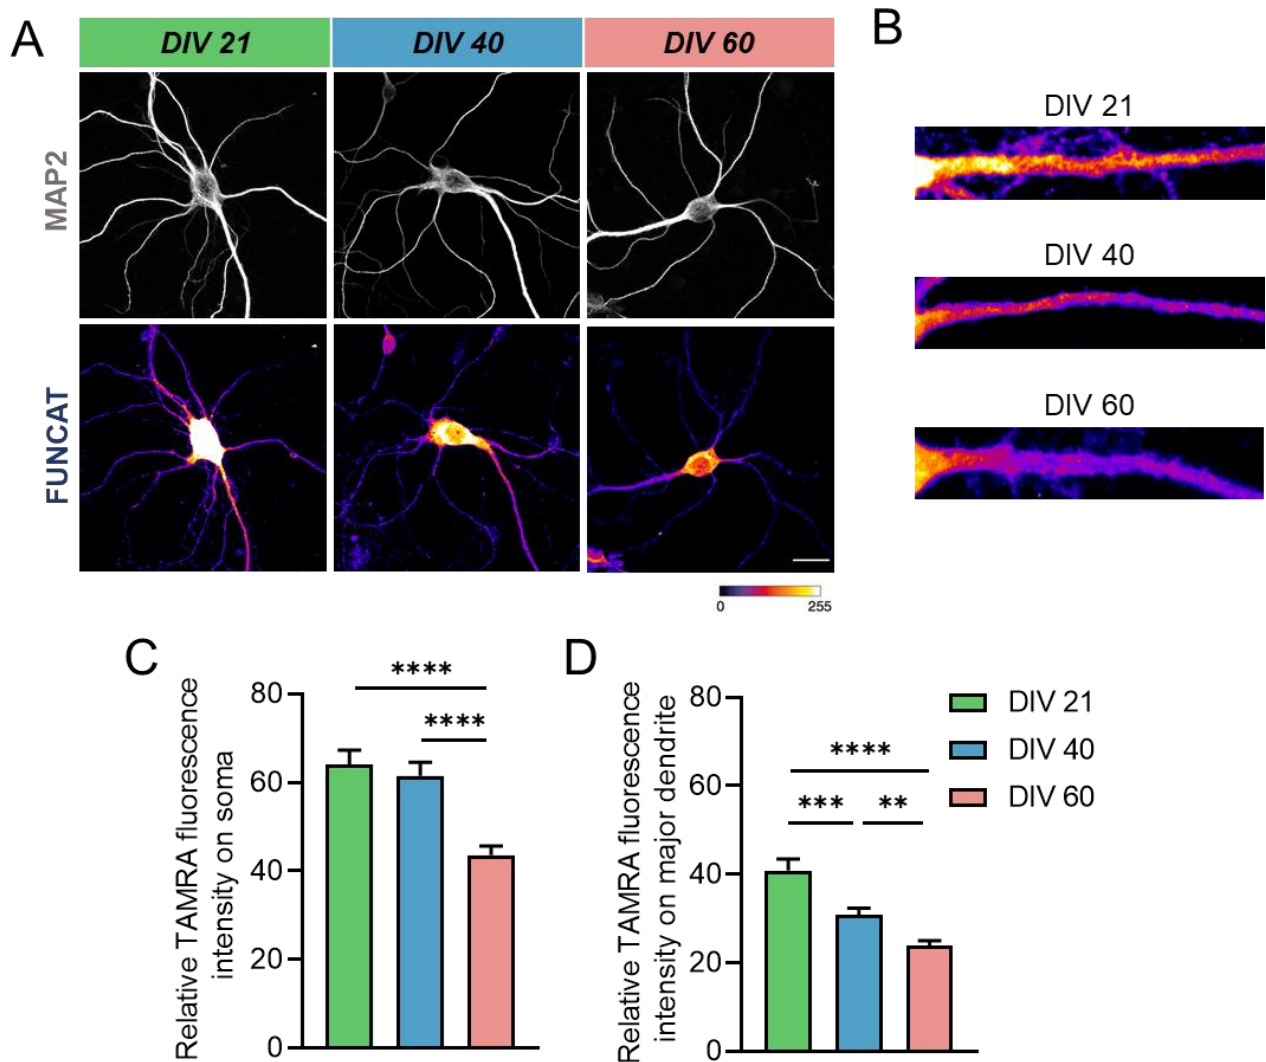 A
DIV 21
DIV 40
DIV 60
MAP2
FUNCAT
0
255
B
DIV 21
DIV 40
DIV 60
C
Relative TAMRA fluorescence
intensity on soma
80
60
40
20
0
****
****
D
Relative TAMRA fluorescence
intensity on major dendrite
80
60
40
20
0
****
***
**
DIV 21
DIV 40
DIV 60